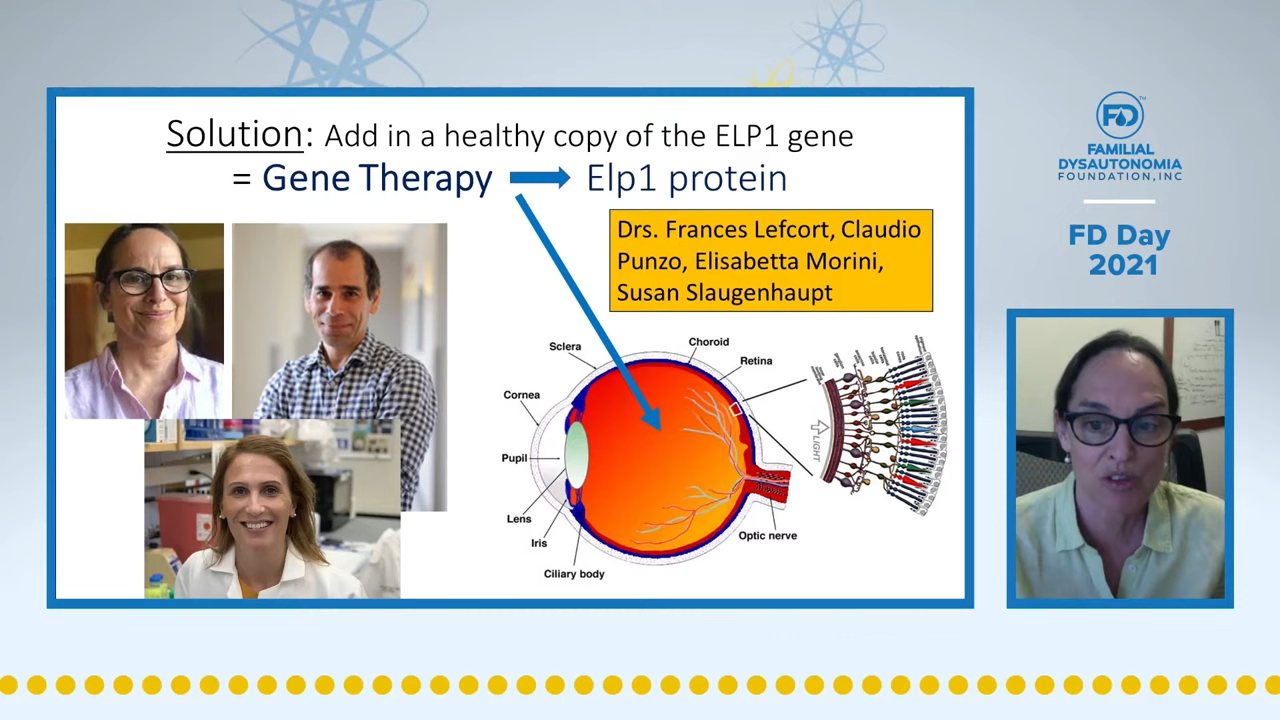 Solution: Add in a healthy copy of the ELP1 gene
= Gene Therapy Elp1 protein
Drs. Frances Lefcort, Claudio
Punzo, Elisabetta Morini,
Susan Slaugenhaupt
Sclera
Choroid
Retina
Cornea
Pupil
Lens
Iris
Ciliary body
Optic nerve
LIGHT
FD™
FAMILIAL
DYSAUTONOMIA
FOUNDATION, INC
FD Day
2021